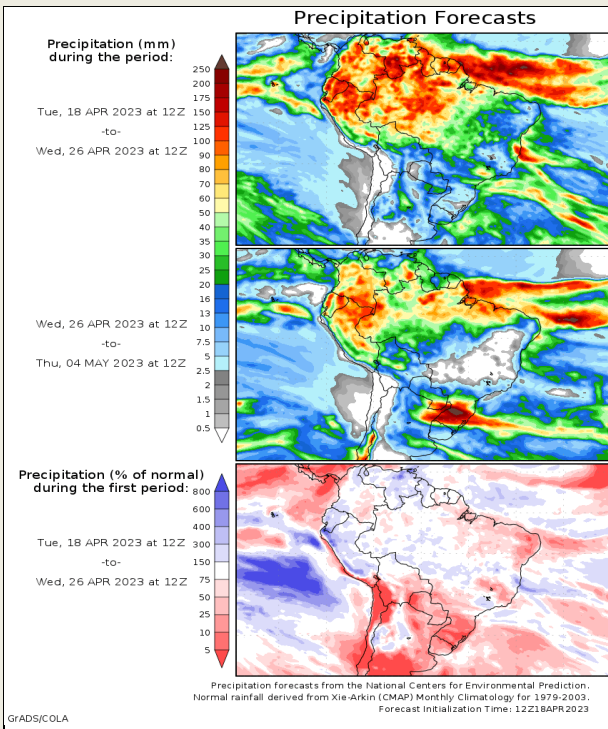 Precipitation Forecasts
Precipitation (mm)
during the period:
Tue, 18 APR 2023 at 12Z
-to-
Wed, 26 APR 2023 at 12Z
250
200
175
150
125
100
90
80
70
60
50
40
35
30
25
20
16
13
10
7.5
5
2.5
2
1.5
1
0.5
Wed, 26 APR 2023 at 12Z
-to-
Thu, 04 MAY 2023 at 12Z
Precipitation (% of normal)
during the first period:
Tue, 18 APR 2023 at 12Z
-to-
Wed, 26 APR 2023 at 12Z
800
600
400
300
150
75
50
25
10
5
Precipitation forecasts from the National Centers for Environmental Prediction.
Normal rainfall derived from Xie-Arkin (CMAP) Monthly Climatology for 1979-2003.
Forecast Initialization Time: 12Z18APR2023
GrADS/COLA